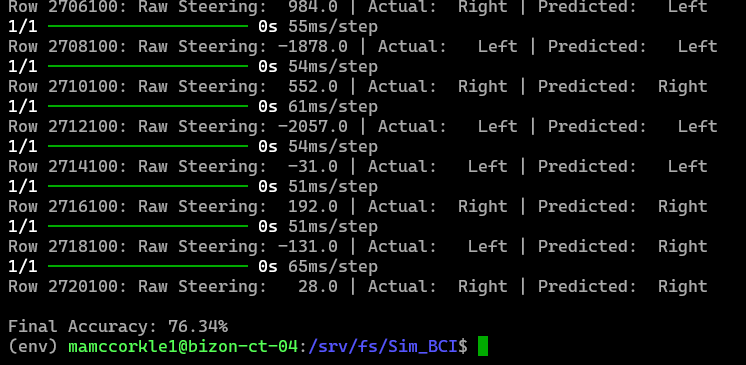 Row 2706100: Raw Steering:  984.0 | Actual:  Right | Predicted:   Left
1/1 ━━━━━━━━━━━━━━━━━━━━ 0s 55ms/step
Row 2708100: Raw Steering: -1878.0 | Actual:   Left | Predicted:   Left
1/1 ━━━━━━━━━━━━━━━━━━━━ 0s 54ms/step
Row 2710100: Raw Steering:  552.0 | Actual:  Right | Predicted:  Right
1/1 ━━━━━━━━━━━━━━━━━━━━ 0s 61ms/step
Row 2712100: Raw Steering: -2057.0 | Actual:   Left | Predicted:   Left
1/1 ━━━━━━━━━━━━━━━━━━━━ 0s 54ms/step
Row 2714100: Raw Steering:  -31.0 | Actual:   Left | Predicted:   Left
1/1 ━━━━━━━━━━━━━━━━━━━━ 0s 51ms/step
Row 2716100: Raw Steering:  192.0 | Actual:  Right | Predicted:  Right
1/1 ━━━━━━━━━━━━━━━━━━━━ 0s 51ms/step
Row 2718100: Raw Steering: -131.0 | Actual:   Left | Predicted:  Right
1/1 ━━━━━━━━━━━━━━━━━━━━ 0s 65ms/step
Row 2720100: Raw Steering:   28.0 | Actual:  Right | Predicted:  Right
Final Accuracy: 76.34%
(env) mamccorkle1@bizon-ct-04:/srv/fs/Sim_BCI$